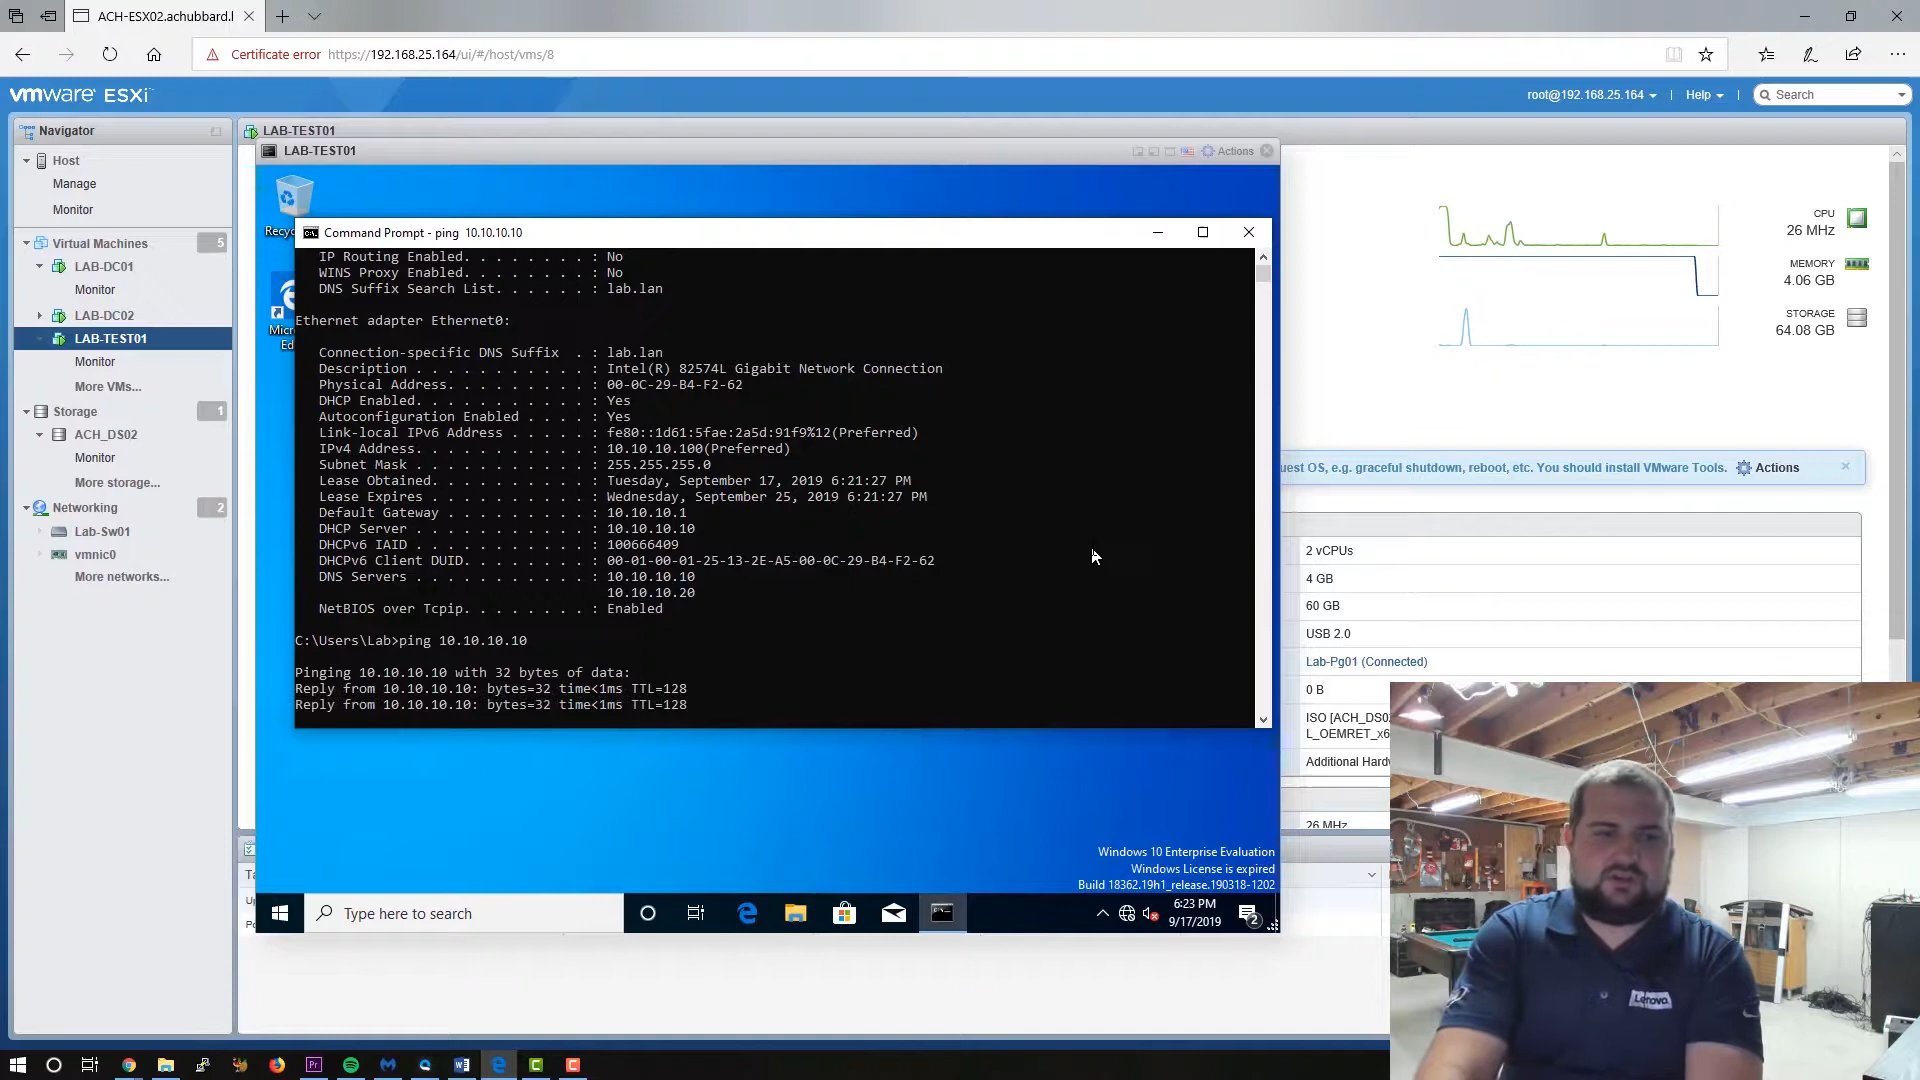 ACH-ESX02.achubbard.l
Certificate error https://192.168.25.164/ui/#/host/vms/8
vmware ESXi
root@192.168.25.164
Help
Search
Navigator
Host
Manage
Monitor
Virtual Machines 5
LAB-DC01
Monitor
LAB-DC02
LAB-TEST01
Monitor
More VMs...
Storage 1
ACH_DS02
Monitor
More storage...
Networking 2
Lab-Sw01
vmnic0
More networks...
LAB-TEST01
LAB-TEST01
Actions
Recyc
Micr
Ed
Command Prompt - ping 10.10.10.10
IP Routing Enabled. . . . . . . . : No
WINS Proxy Enabled. . . . . . . . : No
DNS Suffix Search List. . . . . . : lab.lan
Ethernet adapter Ethernet0:
Connection-specific DNS Suffix  . : lab.lan
Description . . . . . . . . . . . : Intel(R) 82574L Gigabit Network Connection
Physical Address. . . . . . . . . : 00-0C-29-B4-F2-62
DHCP Enabled. . . . . . . . . . . : Yes
Autoconfiguration Enabled . . . . : Yes
Link-local IPv6 Address . . . . . : fe80::1d61:5fae:2a5d:91f9%12(Preferred)
IPv4 Address. . . . . . . . . . . : 10.10.10.100(Preferred)
Subnet Mask . . . . . . . . . . . : 255.255.255.0
Lease Obtained. . . . . . . . . . : Tuesday, September 17, 2019 6:21:27 PM
Lease Expires . . . . . . . . . . : Wednesday, September 25, 2019 6:21:27 PM
Default Gateway . . . . . . . . . : 10.10.10.1
DHCP Server . . . . . . . . . . . : 10.10.10.10
DHCPv6 IAID . . . . . . . . . . . : 100666409
DHCPv6 Client DUID. . . . . . . . : 00-01-00-01-25-13-2E-A5-00-0C-29-B4-F2-62
DNS Servers . . . . . . . . . . . : 10.10.10.10
10.10.10.20
NetBIOS over Tcpip. . . . . . . . : Enabled
C:\Users\Lab>ping 10.10.10.10
Pinging 10.10.10.10 with 32 bytes of data:
Reply from 10.10.10.10: bytes=32 time<1ms TTL=128
Reply from 10.10.10.10: bytes=32 time<1ms TTL=128
Windows 10 Enterprise Evaluation
Windows License is expired
Build 18362.19h1_release.190318-1202
Type here to search
6:23 PM
9/17/2019
2
CPU
26 MHz
MEMORY
4.06 GB
STORAGE
64.08 GB
uest OS, e.g. graceful shutdown, reboot, etc. You should install VMware Tools. Actions
2 vCPUs
4 GB
60 GB
USB 2.0
Lab-Pg01 (Connected)
0 B
ISO [ACH_DS02
L_OEMRET_x6
Additional Hard
26 MHz
Ta
Up
Po
Lenovo